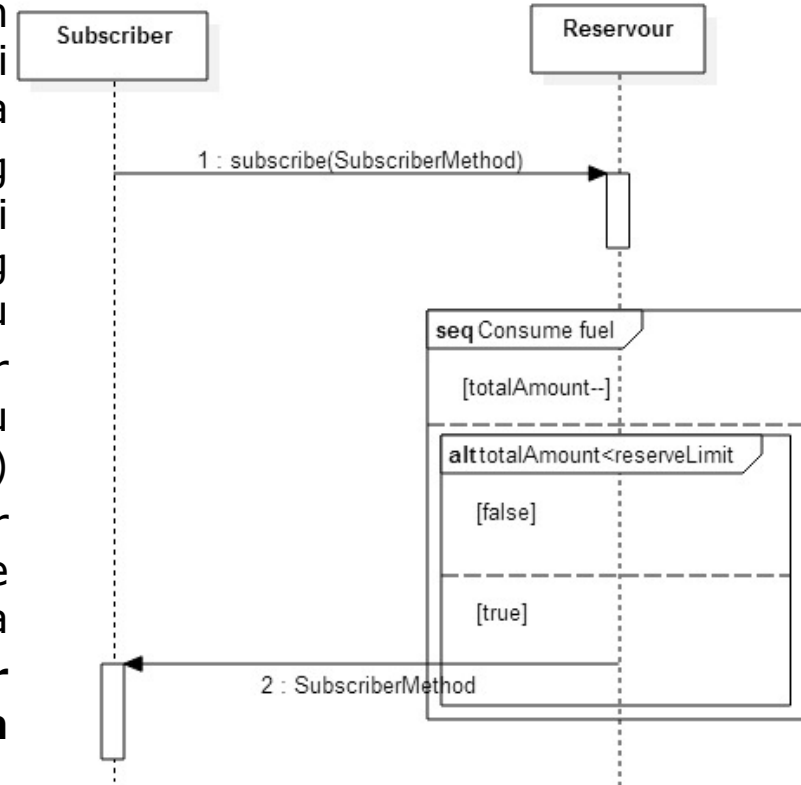 Subscriber
Reservour
1 : subscribe(SubscriberMethod)
seq Consume fuel
[totalAmount--]
alt totalAmount<reserveLimit
[false]
[true]
2 : SubscriberMethod